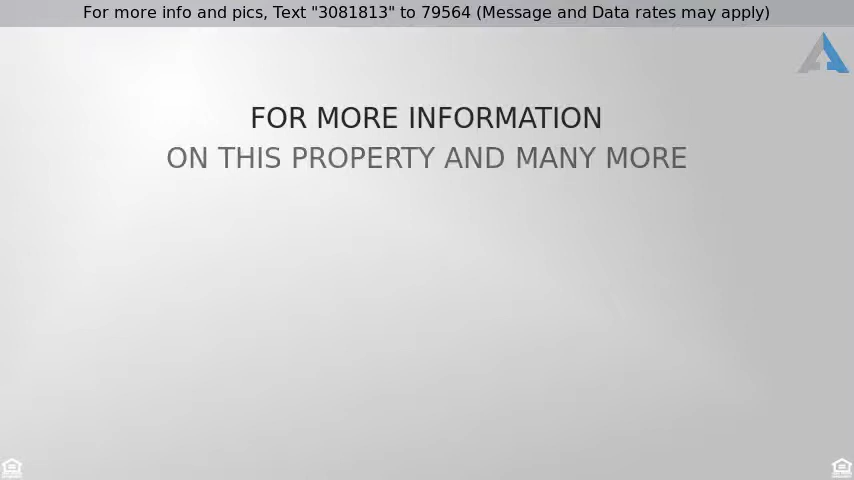 For more info and pics, Text "3081813" to 79564 (Message and Data rates may apply)
FOR MORE INFORMATION
ON THIS PROPERTY AND MANY MORE